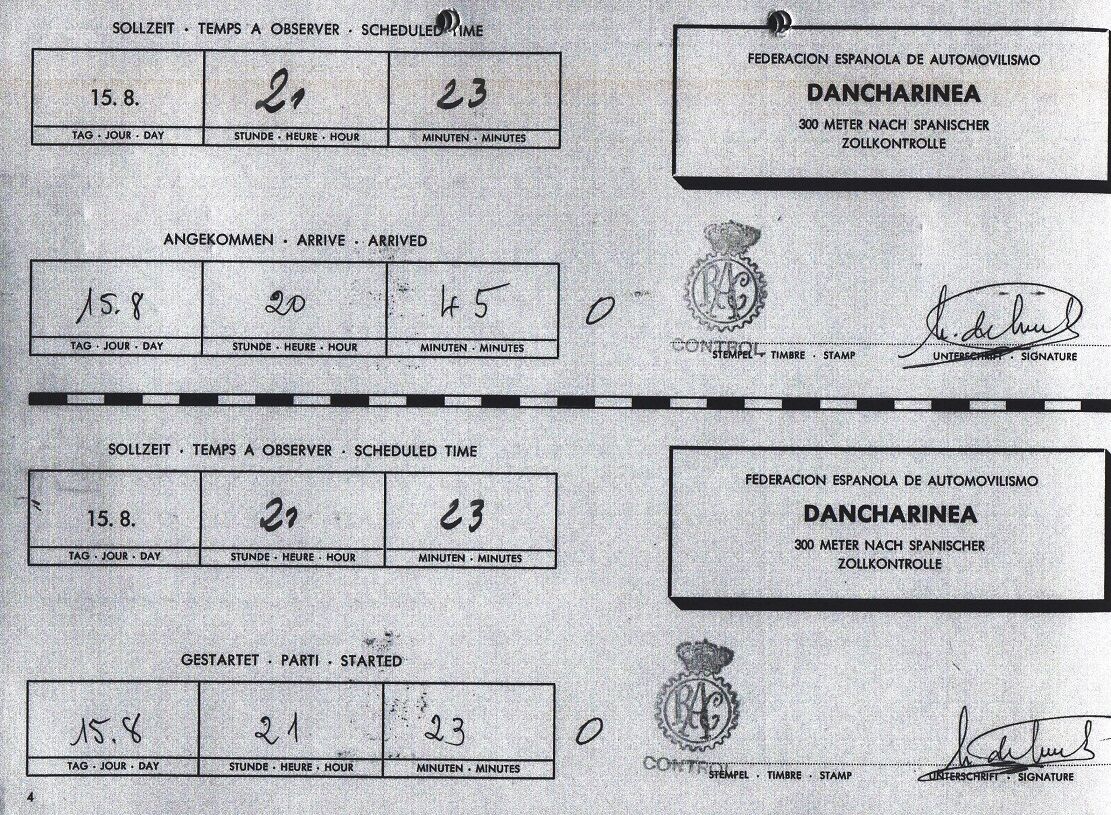 SOLLZEIT · TEMPS A OBSERVER · SCHEDULED TIME
15. 8. 21 23
TAG · JOUR · DAY STUNDE · HEURE · HOUR MINUTEN · MINUTES
FEDERACION ESPANOLA DE AUTOMOVILISMO
DANCHARINEA
300 METER NACH SPANISCHER
ZOLLKONTROLLE
ANGEKOMMEN · ARRIVE · ARRIVED
15.8 20 45 0
TAG · JOUR · DAY STUNDE · HEURE · HOUR MINUTEN · MINUTES
RAC
CONTROL
STEMPEL · TIMBRE · STAMP UNTERSCHRIFT · SIGNATURE
SOLLZEIT · TEMPS A OBSERVER · SCHEDULED TIME
15. 8. 21 23
TAG · JOUR · DAY STUNDE · HEURE · HOUR MINUTEN · MINUTES
FEDERACION ESPANOLA DE AUTOMOVILISMO
DANCHARINEA
300 METER NACH SPANISCHER
ZOLLKONTROLLE
GESTARTET · PARTI · STARTED
15.8 21 23 0
TAG · JOUR · DAY STUNDE · HEURE · HOUR MINUTEN · MINUTES
RAC
CONTROL
STEMPEL · TIMBRE · STAMP UNTERSCHRIFT · SIGNATURE
4